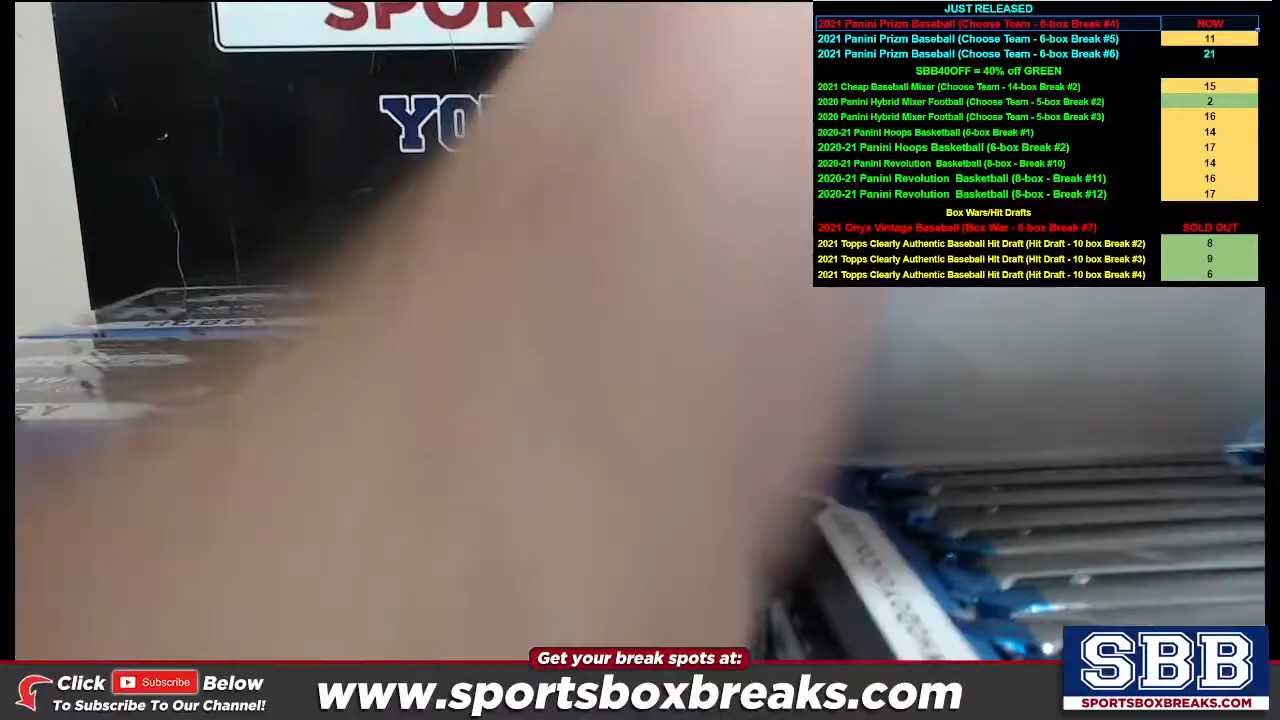 SPOR
YO
HOBBY
JUST RELEASED
2021 Panini Prizm Baseball (Choose Team - 6-box Break #4) NOW
2021 Panini Prizm Baseball (Choose Team - 6-box Break #5) 11
2021 Panini Prizm Baseball (Choose Team - 6-box Break #6) 21
SBB40OFF = 40% off GREEN
2021 Cheap Baseball Mixer (Choose Team - 14-box Break #2) 15
2020 Panini Hybrid Mixer Football (Choose Team - 5-box Break #2) 2
2020 Panini Hybrid Mixer Football (Choose Team - 5-box Break #3) 16
2020-21 Panini Hoops Basketball (6-box Break #1) 14
2020-21 Panini Hoops Basketball (6-box Break #2) 17
2020-21 Panini Revolution Basketball (8-box - Break #10) 14
2020-21 Panini Revolution Basketball (8-box - Break #11) 16
2020-21 Panini Revolution Basketball (8-box - Break #12) 17
Box Wars/Hit Drafts
2021 Onyx Vintage Baseball (Box War - 6-box Break #7) SOLD OUT
2021 Topps Clearly Authentic Baseball Hit Draft (Hit Draft - 10 box Break #2) 8
2021 Topps Clearly Authentic Baseball Hit Draft (Hit Draft - 10 box Break #3) 9
2021 Topps Clearly Authentic Baseball Hit Draft (Hit Draft - 10 box Break #4) 6
Get your break spots at:
Click Subscribe Below
To Subscribe To Our Channel!
www.sportsboxbreaks.com
SBB
SPORTSBOXBREAKS.COM